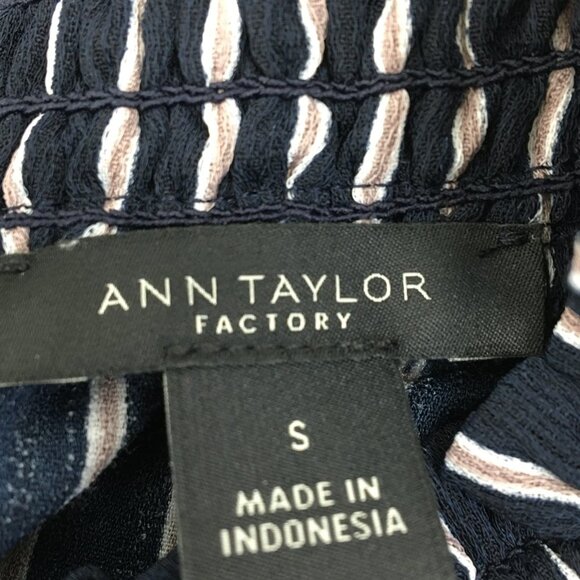 ANN TAYLOR
FACTORY
S
MADE IN
INDONESIA